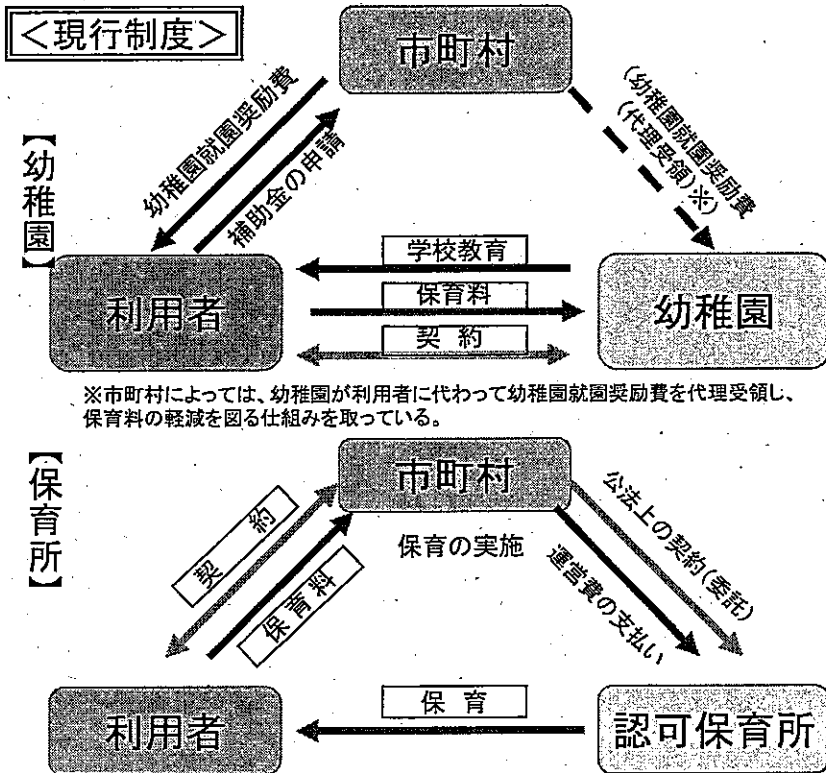 ＜現行制度＞
市町村
【幼稚園】
幼稚園就園奨励費
補助金の申請
(幼稚園就園奨励費
(代理受領)※)
学校教育
利用者
保育料
幼稚園
契約
※市町村によっては、幼稚園が利用者に代わって幼稚園就園奨励費を代理受領し、
保育料の軽減を図る仕組みを取っている。
【保育所】
市町村
契約
保育料
保育の実施
公法上の契約(委託)
運営費の支払い
保育
利用者
認可保育所